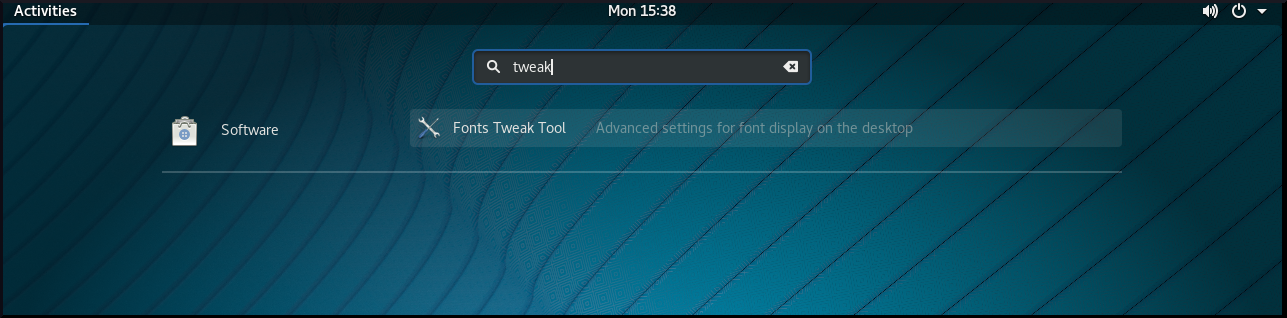 Activities
Mon 15:38
tweak
Software
Fonts Tweak Tool Advanced settings for font display on the desktop